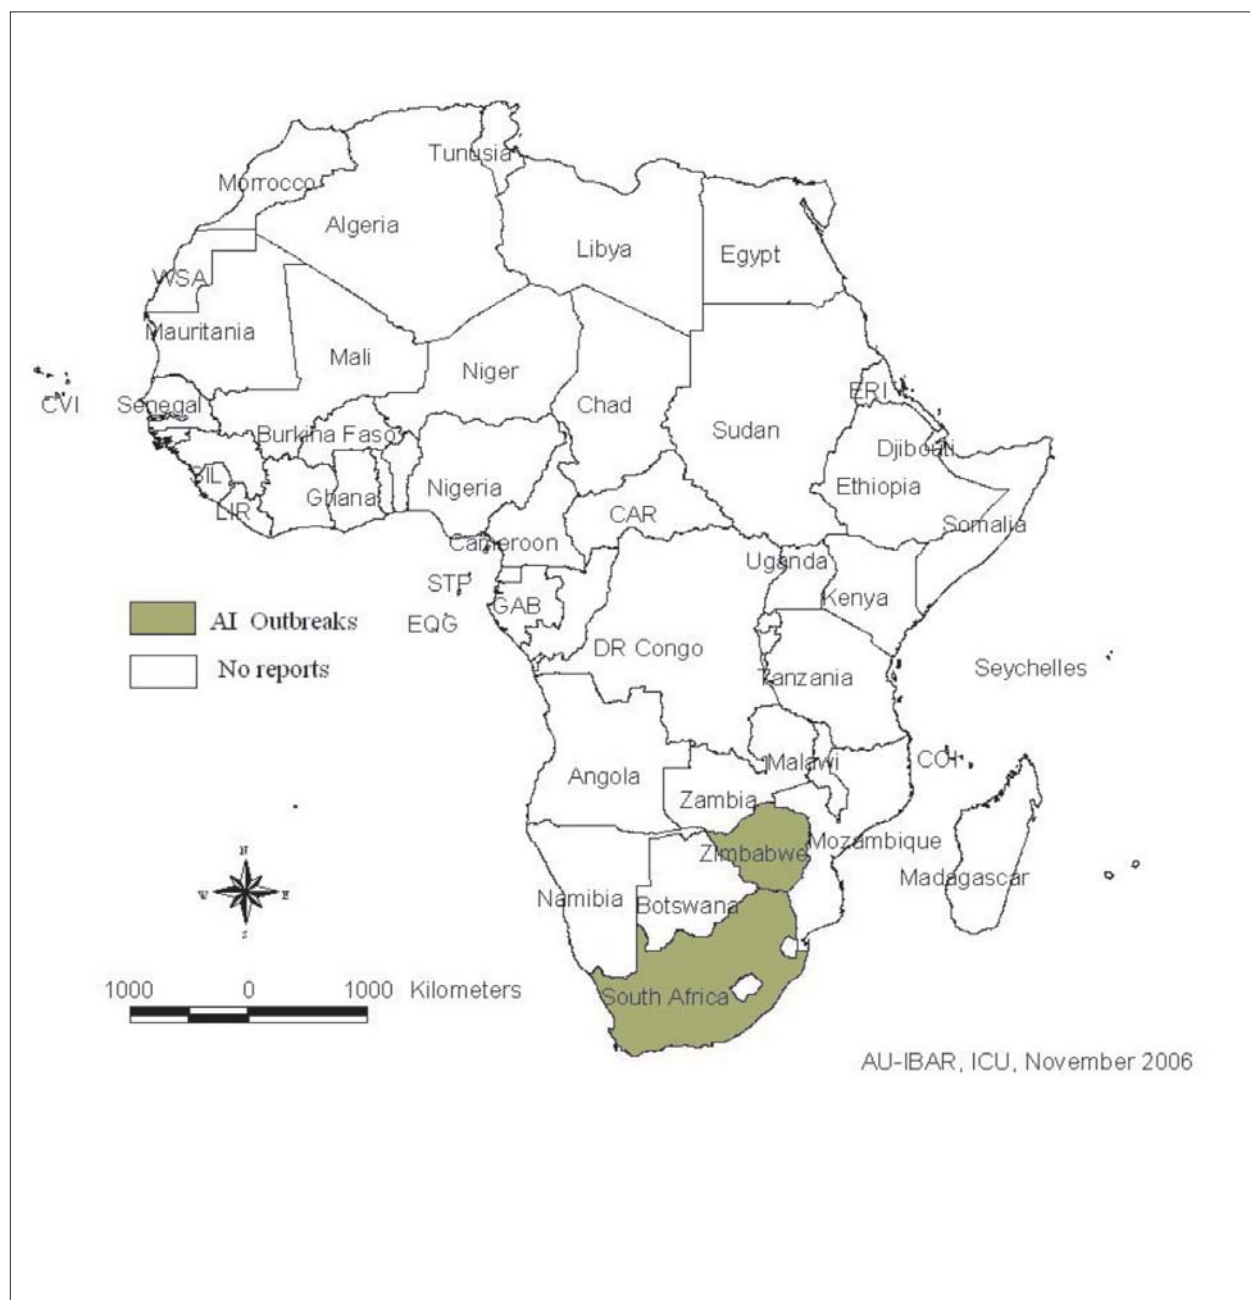 Tunusia
Morrocco
Algeria
Libya
Egypt
WSA
Mauritania
Mali
Niger
Chad
Sudan
ERI
CVI
Senegal
Burkina Faso
Djibouti
SIL
Ghana
Nigeria
Ethiopia
LIR
CAR
Somalia
Cameroon
Uganda
STP
GAB
Kenya
EQG
AI Outbreaks
No reports
DR Congo
Tanzania
Seychelles
Angola
Malawi
COI
Zambia
Mozambique
Zimbabwe
Madagascar
Namibia
Botswana
N
W
E
S
1000 0 1000 Kilometers
South Africa
AU-IBAR, ICU, November 2006